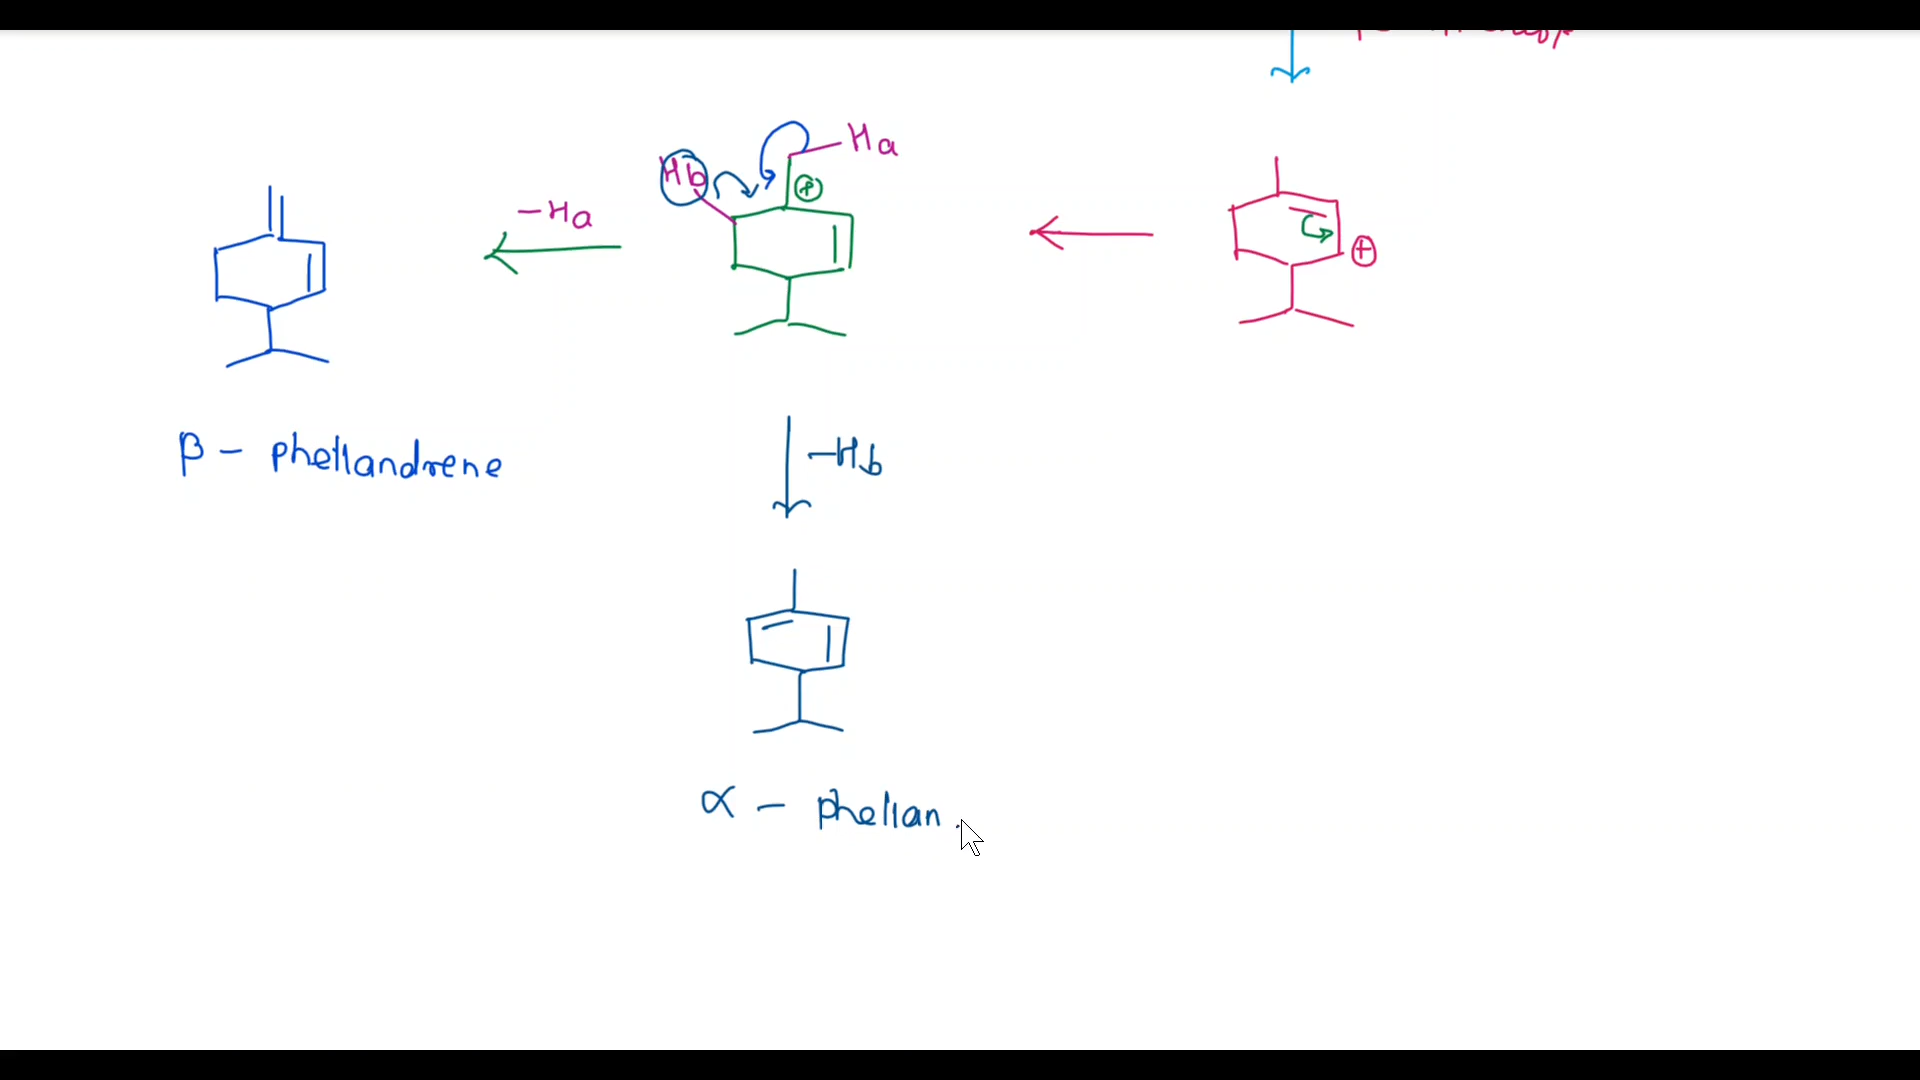 Ha
Hb
⊕
-Ha
⊕
β - phellandrene
-Hb
α - phellan